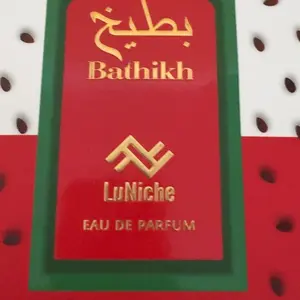 بطيخ
Bathikh
LuNiche
EAU DE PARFUM